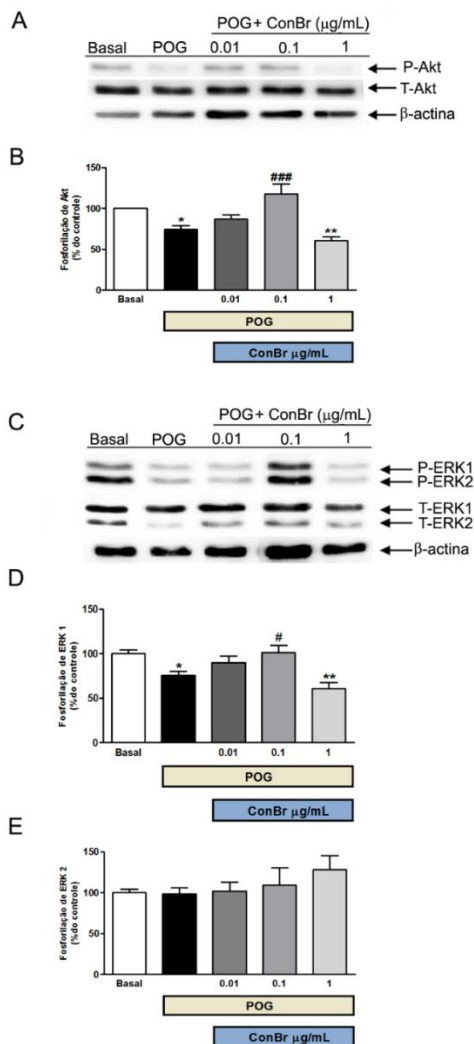 A
POG + ConBr (μg/mL)
Basal POG 0.01 0.1 1
P-Akt
T-Akt
β-actina
B
Fosforilação de Akt
(% do controle)
150
100
50
0
*
###
**
Basal 0.01 0.1 1
POG
ConBr μg/mL
C
POG + ConBr (μg/mL)
Basal POG 0.01 0.1 1
P-ERK1
P-ERK2
T-ERK1
T-ERK2
β-actina
D
Fosforilação de ERK 1
(% do controle)
150
100
50
0
*
#
**
Basal 0.01 0.1 1
POG
ConBr μg/mL
E
Fosforilação de ERK 2
(% do controle)
150
100
50
0
Basal 0.01 0.1 1
POG
ConBr μg/mL